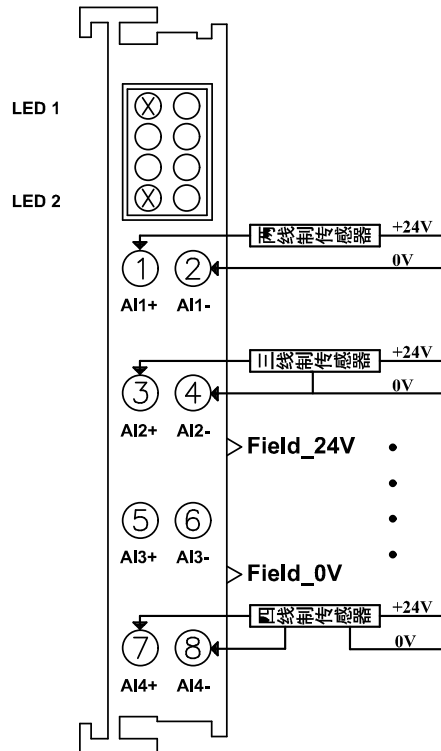 LED 1
LED 2
两线制传感器
+24V
0V
1
2
AI1+
AI1-
三线制传感器
+24V
0V
3
4
AI2+
AI2-
Field_24V
5
6
AI3+
AI3-
Field_0V
四线制传感器
+24V
0V
7
8
AI4+
AI4-